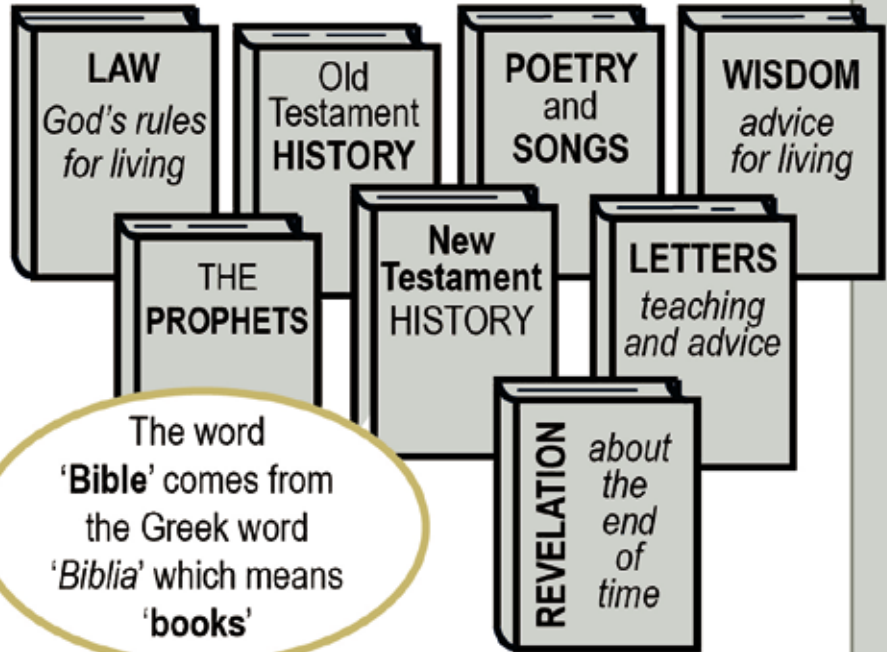 LAW
God's rules
for living
Old
Testament
HISTORY
POETRY
and
SONGS
WISDOM
advice
for living
THE
PROPHETS
New
Testament
HISTORY
LETTERS
teaching
and advice
REVELATION
about
the
end
of
time
The word
‘Bible’ comes from
the Greek word
‘Biblia’ which means
‘books’